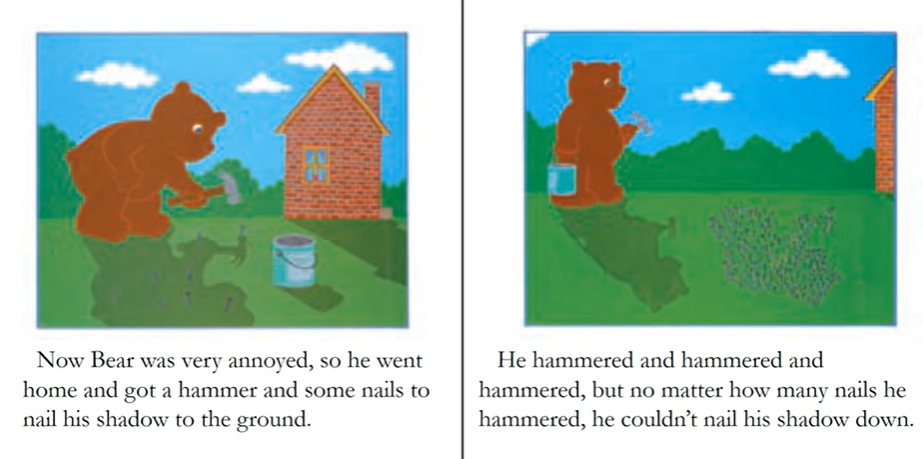 Now Bear was very annoyed, so he went
home and got a hammer and some nails to
nail his shadow to the ground.
He hammered and hammered and
hammered, but no matter how many nails he
hammered, he couldn’t nail his shadow down.